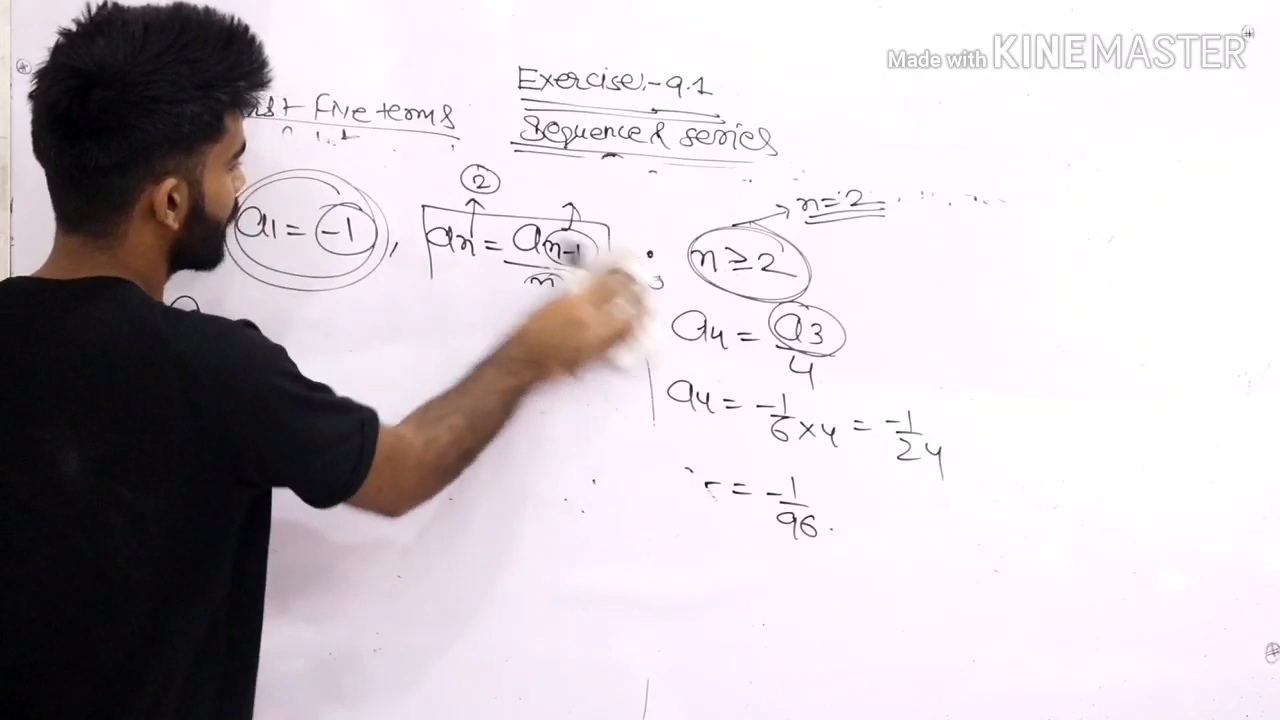 Made with KINEMASTER
Exercise:- 9.1
Five terms
Sequence & series
2
n = 2
a1 = -1, an = an-1/n ; n ≥ 2
a4 = a3/4
a4 = -1/6×4 = -1/24
= -1/96.